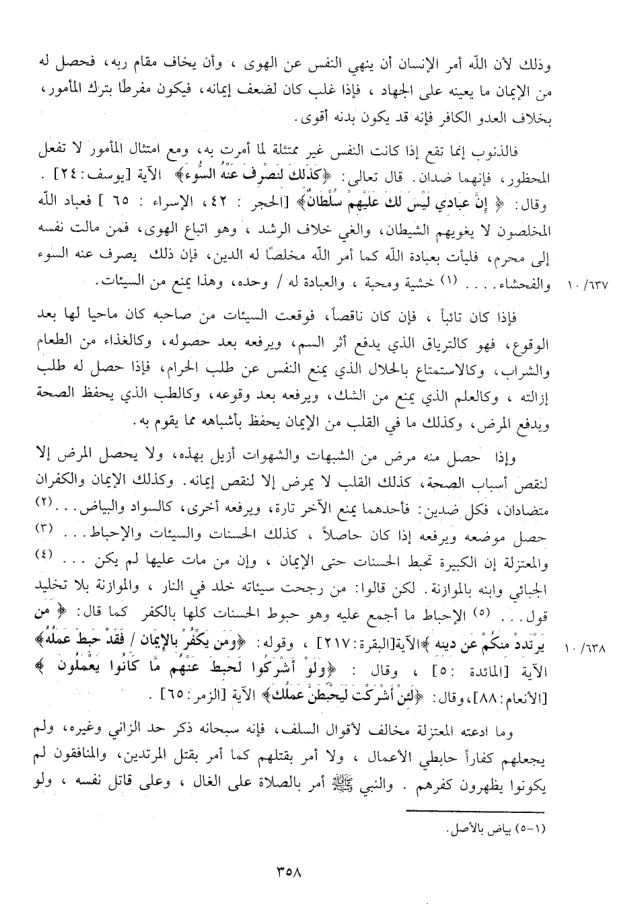 وذلك لأن الله أمر الإنسان أن ينهي النفس عن الهوى ، وأن يخاف مقام ربه، فحصل له
من الإيمان ما يعينه على الجهاد ، فإذا غلب كان لضعف إيمانه، فيكون مفرطًا بترك المأمور،
بخلاف العدو الكافر فإنه قد يكون بدنه أقوى.
فالذنوب إنما تقع إذا كانت النفس غير ممتثلة لما أمرت به، ومع امتثال المأمور لا تفعل
المحظور، فإنهما ضدان. قال تعالى: ﴿كَذَلِكَ لِنَصْرِفَ عَنْهُ السُّوءَ﴾ الآية [يوسف:٢٤] .
وقال: ﴿ إِنَّ عِبَادِي لَيْسَ لَكَ عَلَيْهِمْ سُلْطَانٌ﴾ [الحجر : ٤٢، الإسراء : ٦٥ ] فعباد الله
المخلصون لا يغويهم الشيطان، والغي خلاف الرشد ، وهو اتباع الهوى، فمن مالت نفسه
إلى محرم، فليأت بعبادة الله كما أمر الله مخلصًا له الدين، فإن ذلك يصرف عنه السوء
والفحشاء.... (١) خشية ومحبة ، والعبادة له / وحده، وهذا يمنع من السيئات.
١٠/٦٣٧
فإذا كان تائباً ، فإن كان ناقصاً، فوقعت السيئات من صاحبه كان ماحيا لها بعد
الوقوع، فهو كالترياق الذي يدفع أثر السم، ويرفعه بعد حصوله، وكالغذاء من الطعام
والشراب، وكالاستمتاع بالحلال الذي يمنع النفس عن طلب الحرام، فإذا حصل له طلب
إزالته ، وكالعلم الذي يمنع من الشك، ويرفعه بعد وقوعه، وكالطب الذي يحفظ الصحة
ويدفع المرض، وكذلك ما في القلب من الإيمان يحفظ بأشباهه مما يقوم به.
وإذا حصل منه مرض من الشبهات والشهوات أزيل بهذه، ولا يحصل المرض إلا
لنقص أسباب الصحة، كذلك القلب لا يمرض إلا لنقص إيمانه. وكذلك الإيمان والكفران
متضادان، فكل ضدين: فأحدهما يمنع الآخر تارة، ويرفعه أخرى، كالسواد والبياض...(٢)
حصل موضعه ويرفعه إذا كان حاصلاً ، كذلك الحسنات والسيئات والإحباط... (٣)
والمعتزلة إن الكبيرة تحبط الحسنات حتى الإيمان ، وإن من مات عليها لم يكن ... (٤)
الجبائي وابنه بالموازنة. لكن قالوا: من رجحت سيئاته خلد في النار ، والموازنة بلا تخليد
قول... (٥) الإحباط ما أجمع عليه وهو حبوط الحسنات كلها بالكفر كما قال: ﴿ مَن
يَرْتَدِدْ مِنكُمْ عَن دِينِهِ ﴾الآية[البقرة:٢١٧] ، وقوله: ﴿وَمَن يَكْفُرْ بِالإِيمَانِ / فَقَدْ حَبِطَ عَمَلُهُ﴾
١٠/٦٣٨
الآية [المائدة :٥] ، وقال : ﴿وَلَوْ أَشْرَكُوا لَحَبِطَ عَنْهُم مَّا كَانُوا يَعْمَلُونَ ﴾
[الأنعام:٨٨]،وقال: ﴿لَئِنْ أَشْرَكْتَ لَيَحْبَطَنَّ عَمَلُكَ﴾ الآية [الزمر:٦٥] .
وما ادعته المعتزلة مخالف لأقوال السلف، فإنه سبحانه ذكر حد الزاني وغيره، ولم
يجعلهم كفاراً حابطي الأعمال ، ولا أمر بقتلهم كما أمر بقتل المرتدين، والمنافقون لم
يكونوا يظهرون كفرهم . والنبي ﷺ أمر بالصلاة على الغال ، وعلى قاتل نفسه ، ولو
(١-٥) بياض بالأصل.
٣٥٨